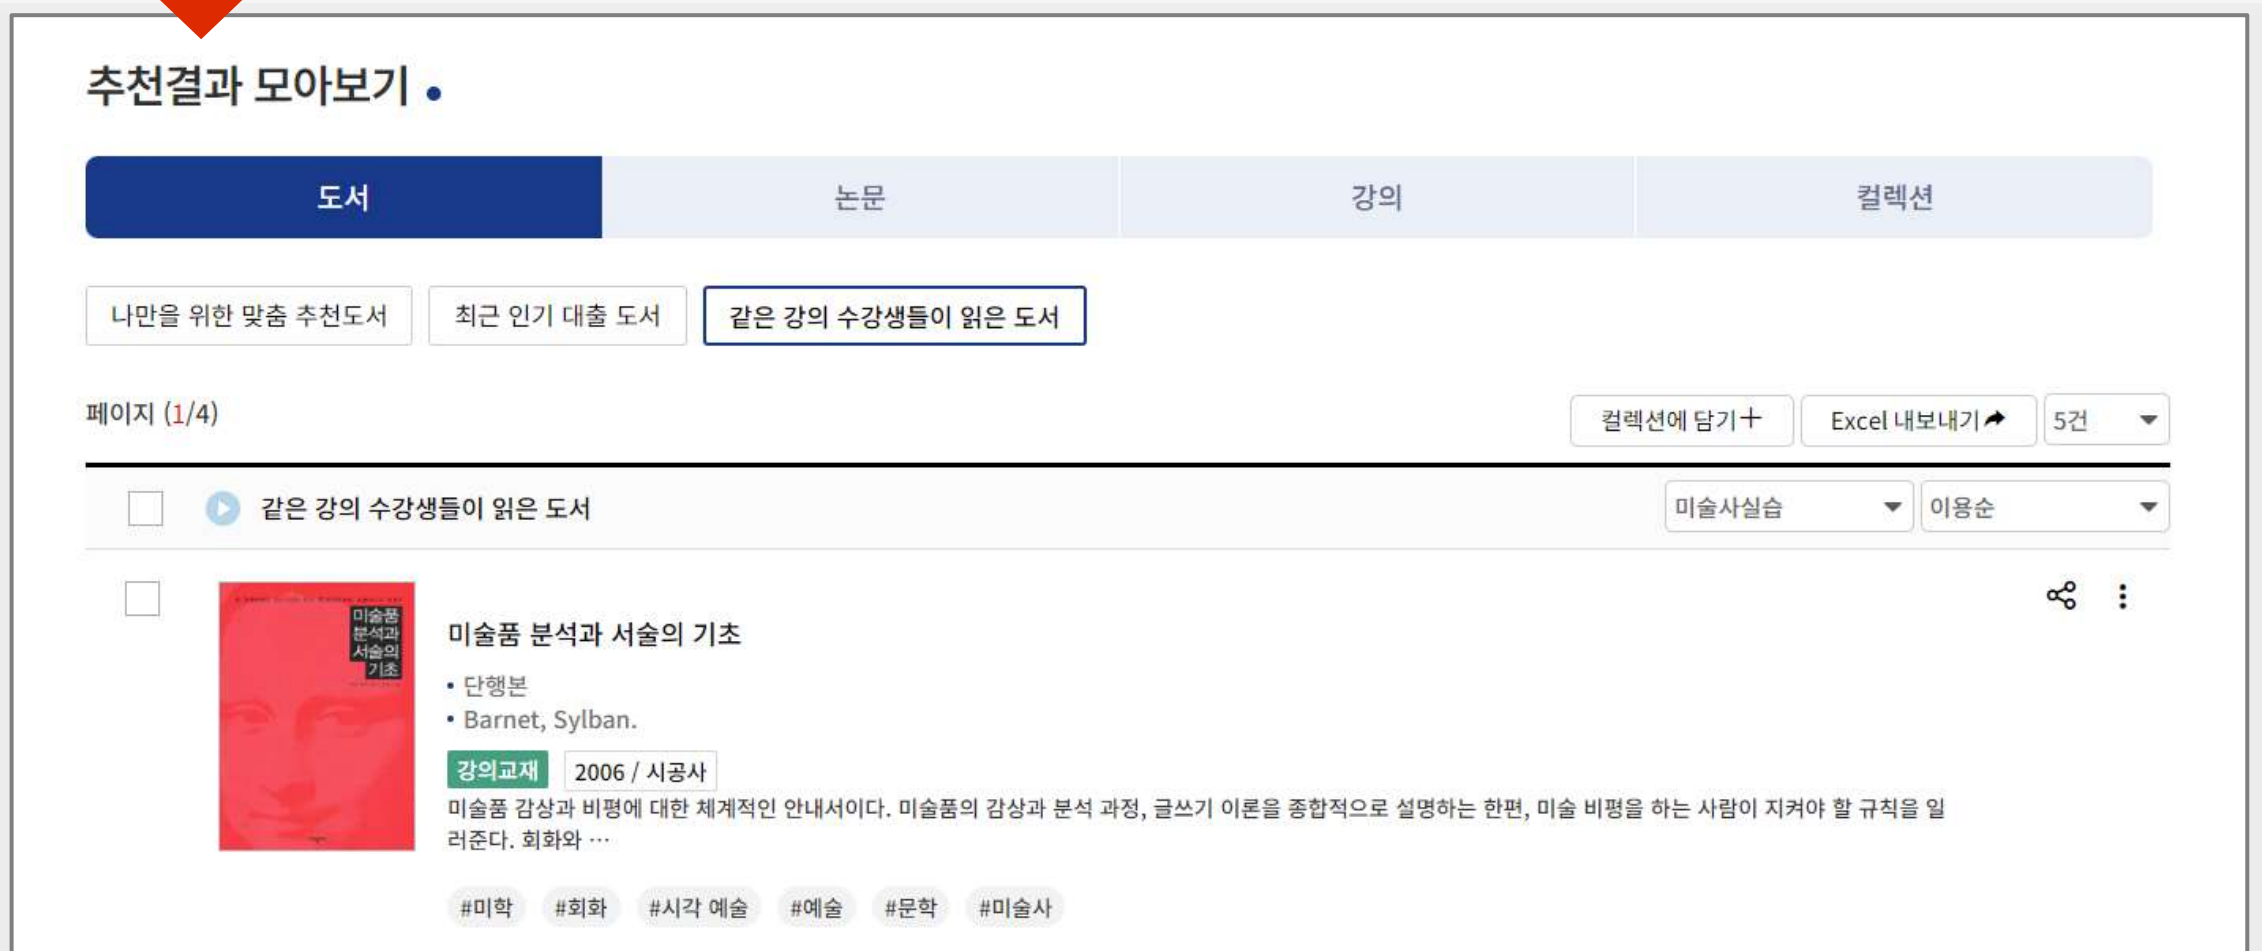 추천결과 모아보기
도서 논문 강의 컬렉션
나만을 위한 맞춤 추천도서 최근 인기 대출 도서 같은 강의 수강생들이 읽은 도서
페이지 (1/4) 컬렉션에 담기+ Excel 내보내기 5건
같은 강의 수강생들이 읽은 도서 미술사실습 이용순
미술품
분석과
서술의
기초
미술품 분석과 서술의 기초
• 단행본
• Barnet, Sylban.
강의교재 2006 / 시공사
미술품 감상과 비평에 대한 체계적인 안내서이다. 미술품의 감상과 분석 과정, 글쓰기 이론을 종합적으로 설명하는 한편, 미술 비평을 하는 사람이 지켜야 할 규칙을 일
러준다. 회화와 ⋯
#미학 #회화 #시각 예술 #예술 #문학 #미술사